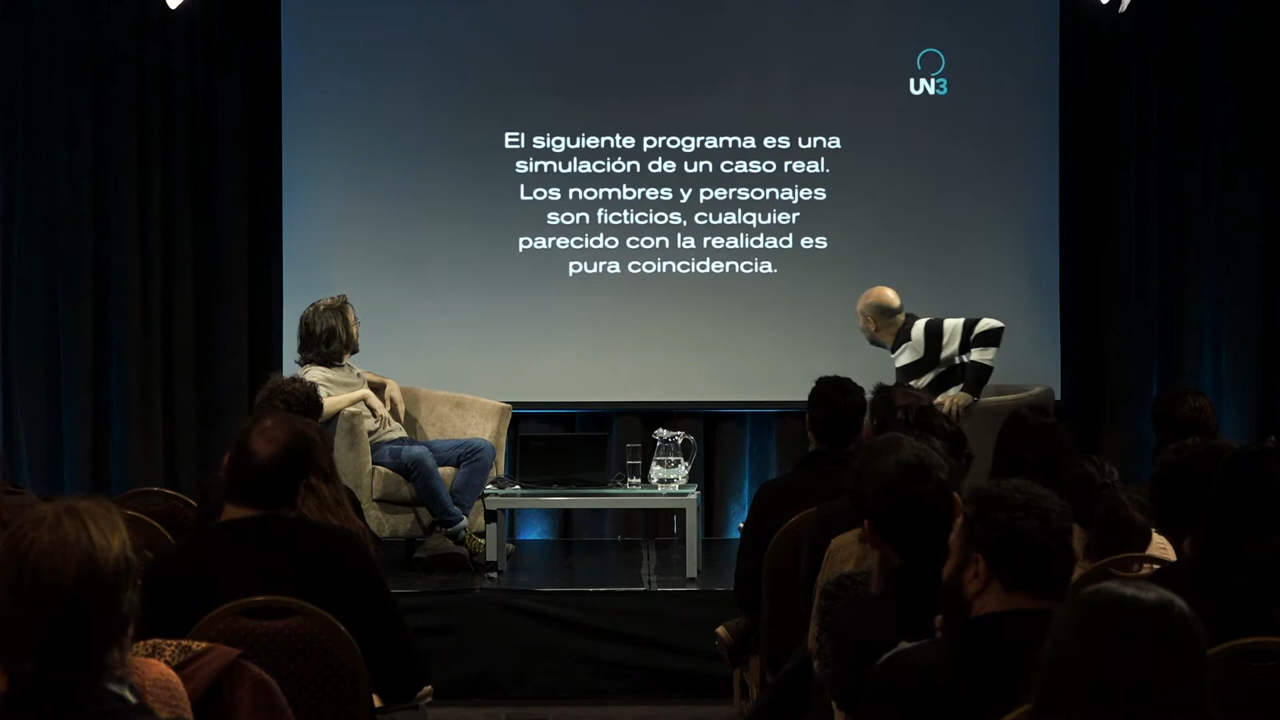 UN3
El siguiente programa es una
simulación de un caso real.
Los nombres y personajes
son ficticios, cualquier
parecido con la realidad es
pura coincidencia.